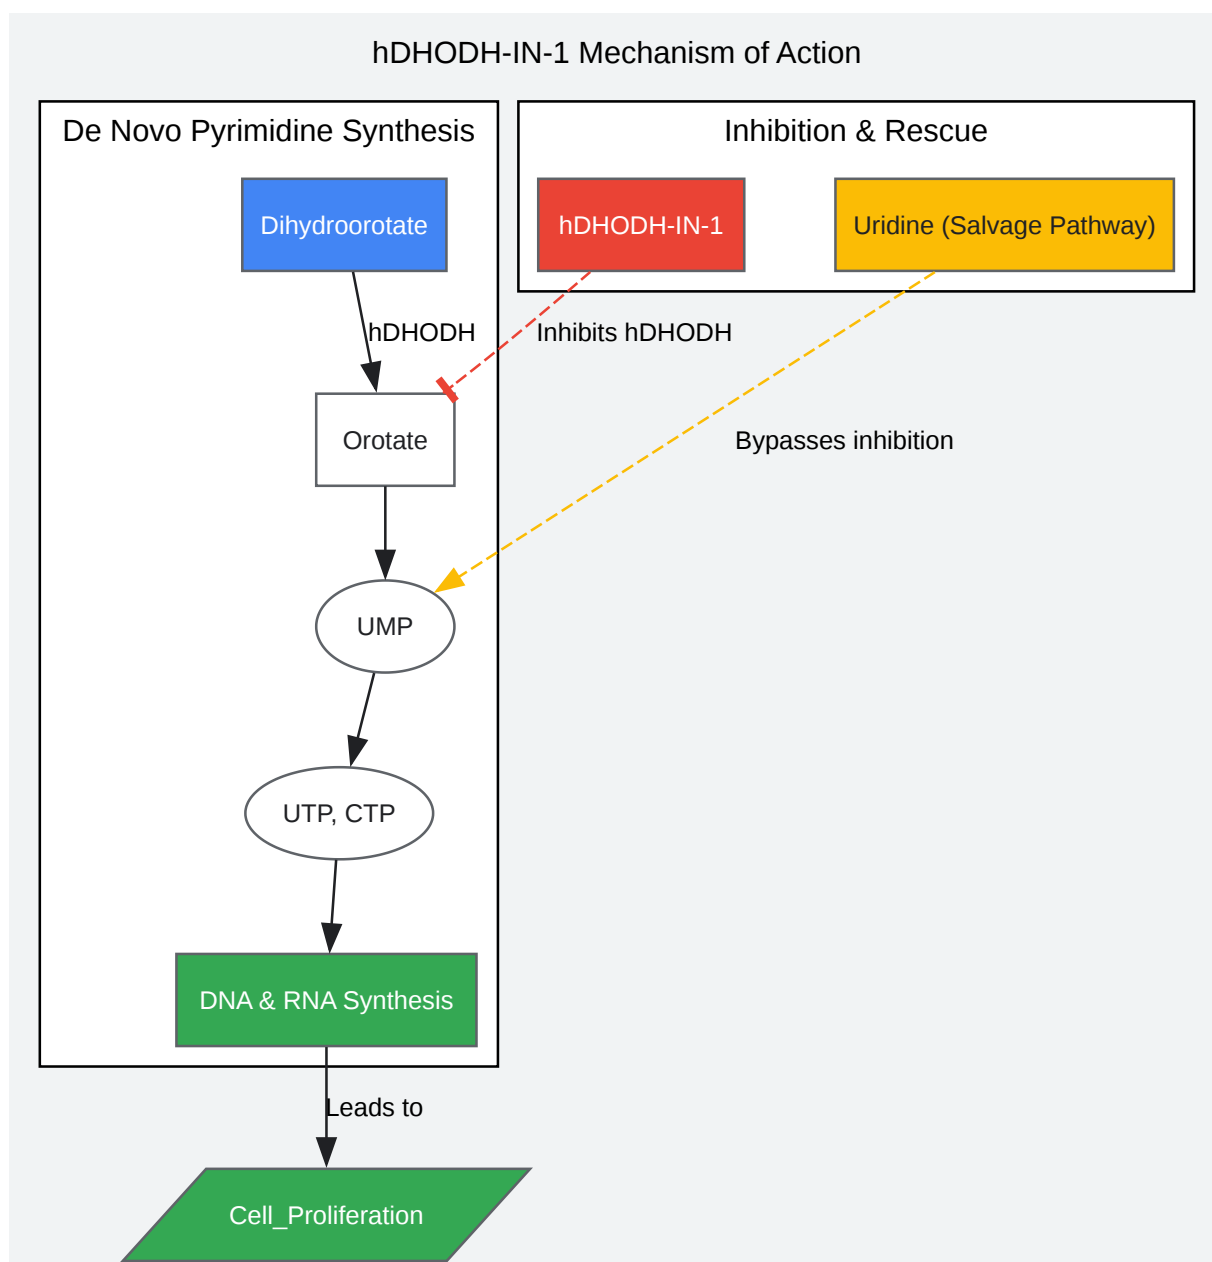 hDHODH-IN-1 Mechanism of Action
De Novo Pyrimidine Synthesis
Inhibition & Rescue
Dihydroorotate
hDHODH-IN-1
Uridine (Salvage Pathway)
hDHODH
Inhibits hDHODH
Orotate
Bypasses inhibition
UMP
UTP, CTP
DNA & RNA Synthesis
Leads to
Cell_Proliferation